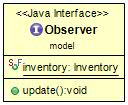 <<Java Interface>>
I Observer
model
S F inventory: Inventory
update():void